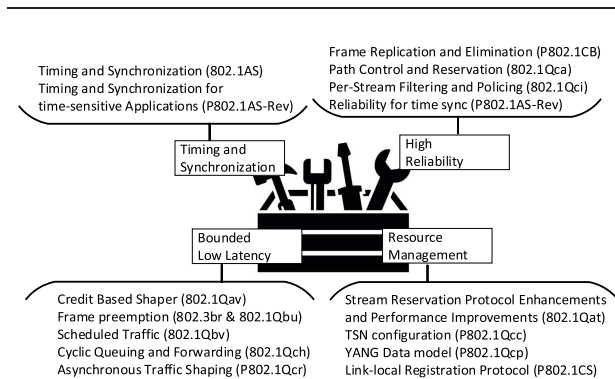 Timing and Synchronization (802.1AS)
Timing and Synchronization for
time-sensitive Applications (P802.1AS-Rev)
Frame Replication and Elimination (P802.1CB)
Path Control and Reservation (802.1Qca)
Per-Stream Filtering and Policing (802.1Qci)
Reliability for time sync (P802.1AS-Rev)
Timing and
Synchronization
High
Reliability
Bounded
Low Latency
Resource
Management
Credit Based Shaper (802.1Qav)
Frame preemption (802.3br & 802.1Qbu)
Scheduled Traffic (802.1Qbv)
Cyclic Queuing and Forwarding (802.1Qch)
Asynchronous Traffic Shaping (P802.1Qcr)
Stream Reservation Protocol Enhancements
and Performance Improvements (802.1Qat)
TSN configuration (P802.1Qcc)
YANG Data model (P802.1Qcp)
Link-local Registration Protocol (P802.1CS)